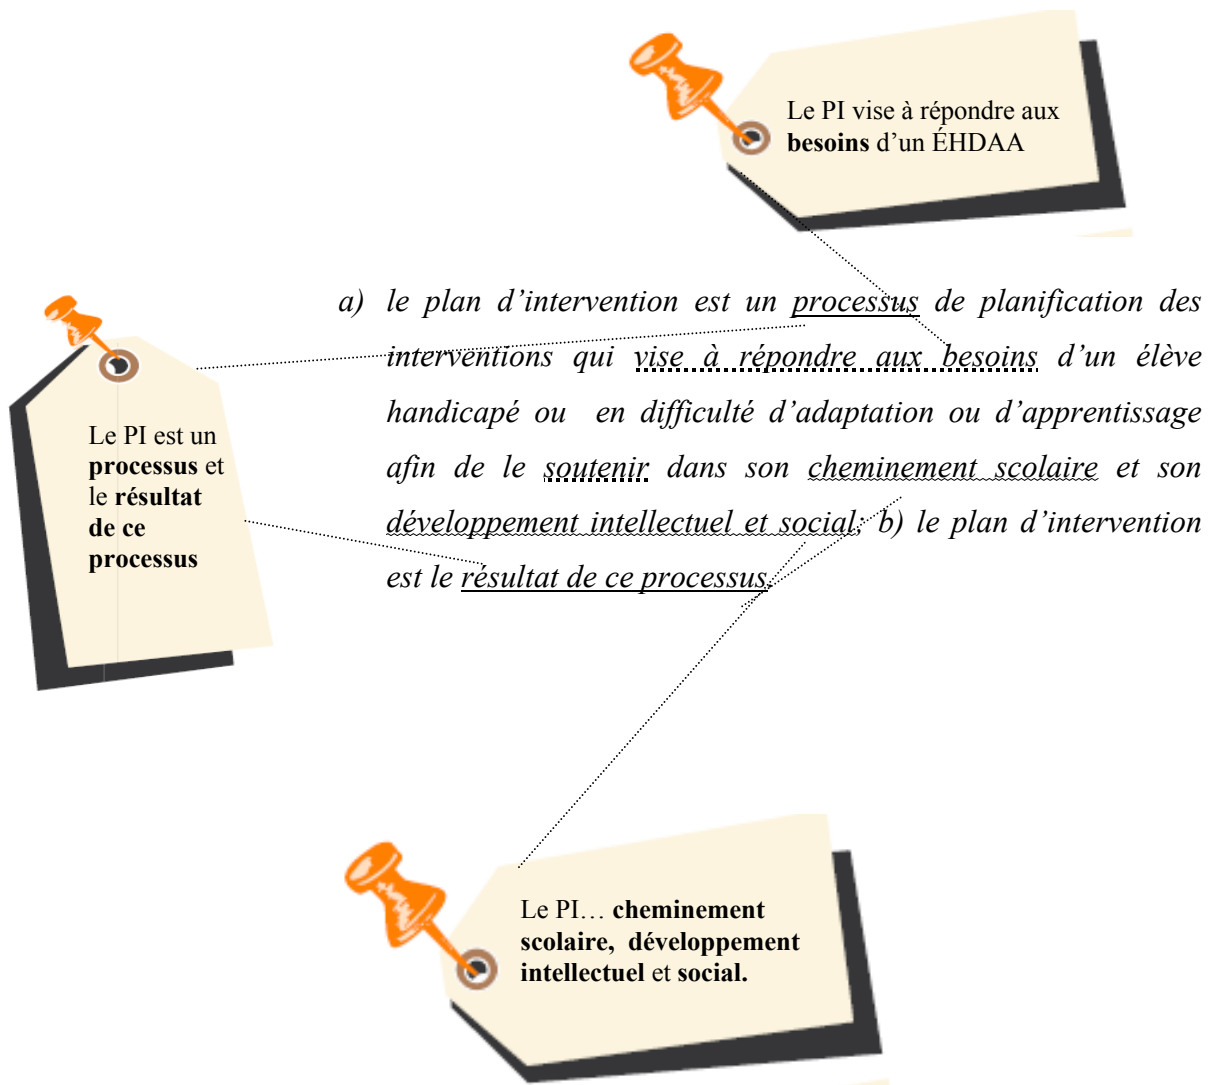 Le PI vise à répondre aux
besoins d’un ÉHDAA
a) le plan d’intervention est un processus de planification des
interventions qui vise à répondre aux besoins d’un élève
handicapé ou en difficulté d’adaptation ou d’apprentissage
afin de le soutenir dans son cheminement scolaire et son
développement intellectuel et social; b) le plan d’intervention
est le résultat de ce processus.
Le PI est un
processus et
le résultat
de ce
processus
Le PI… cheminement
scolaire, développement
intellectuel et social.